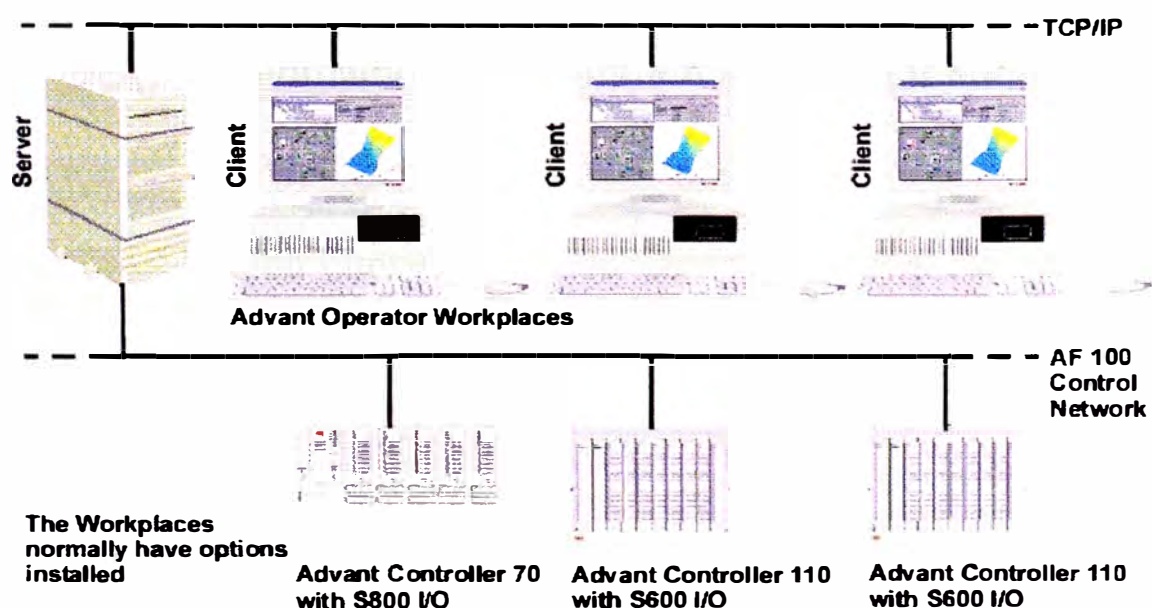 TCP/IP
Server
Client
Client
Client
Advant Operator Workplaces
AF 100
Control
Network
The Workplaces
normally have options
installed
Advant Controller 70
with S800 I/O
Advant Controller 110
with S600 I/O
Advant Controller 110
with S600 I/O